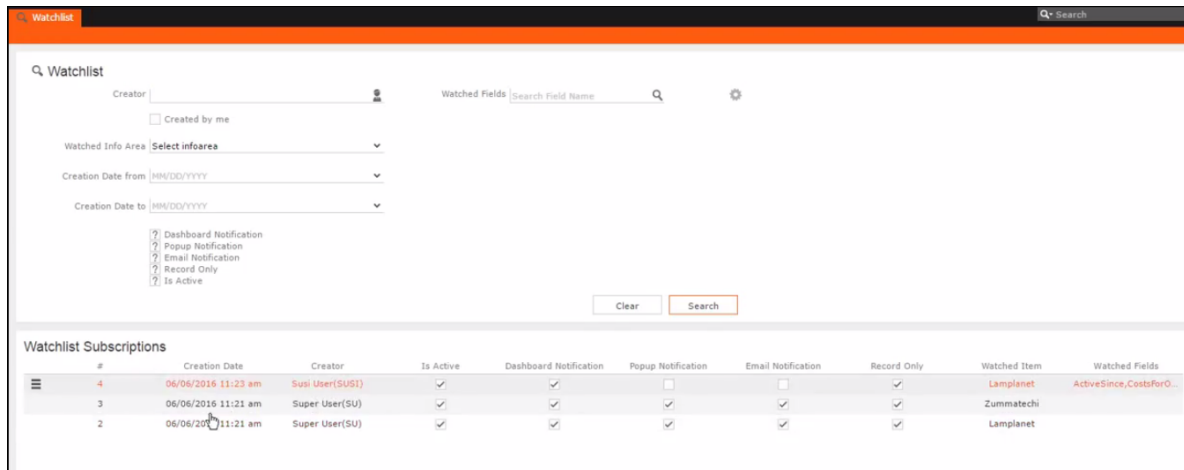 Watchlist
Search
Watchlist
Creator
Watched Fields Search Field Name
Created by me
Watched Info Area Select infoarea
Creation Date from MM/DD/YYYY
Creation Date to MM/DD/YYYY
? Dashboard Notification
? Popup Notification
? Email Notification
? Record Only
? Is Active
Clear Search
Watchlist Subscriptions
# Creation Date Creator Is Active Dashboard Notification Popup Notification Email Notification Record Only Watched Item Watched Fields
4 06/06/2016 11:23 am Susi User(SUSI) Lamplanet ActiveSince,CostsForO...
3 06/06/2016 11:21 am Super User(SU) Zummatechi
2 11:21 am Super User(SU) Lamplanet